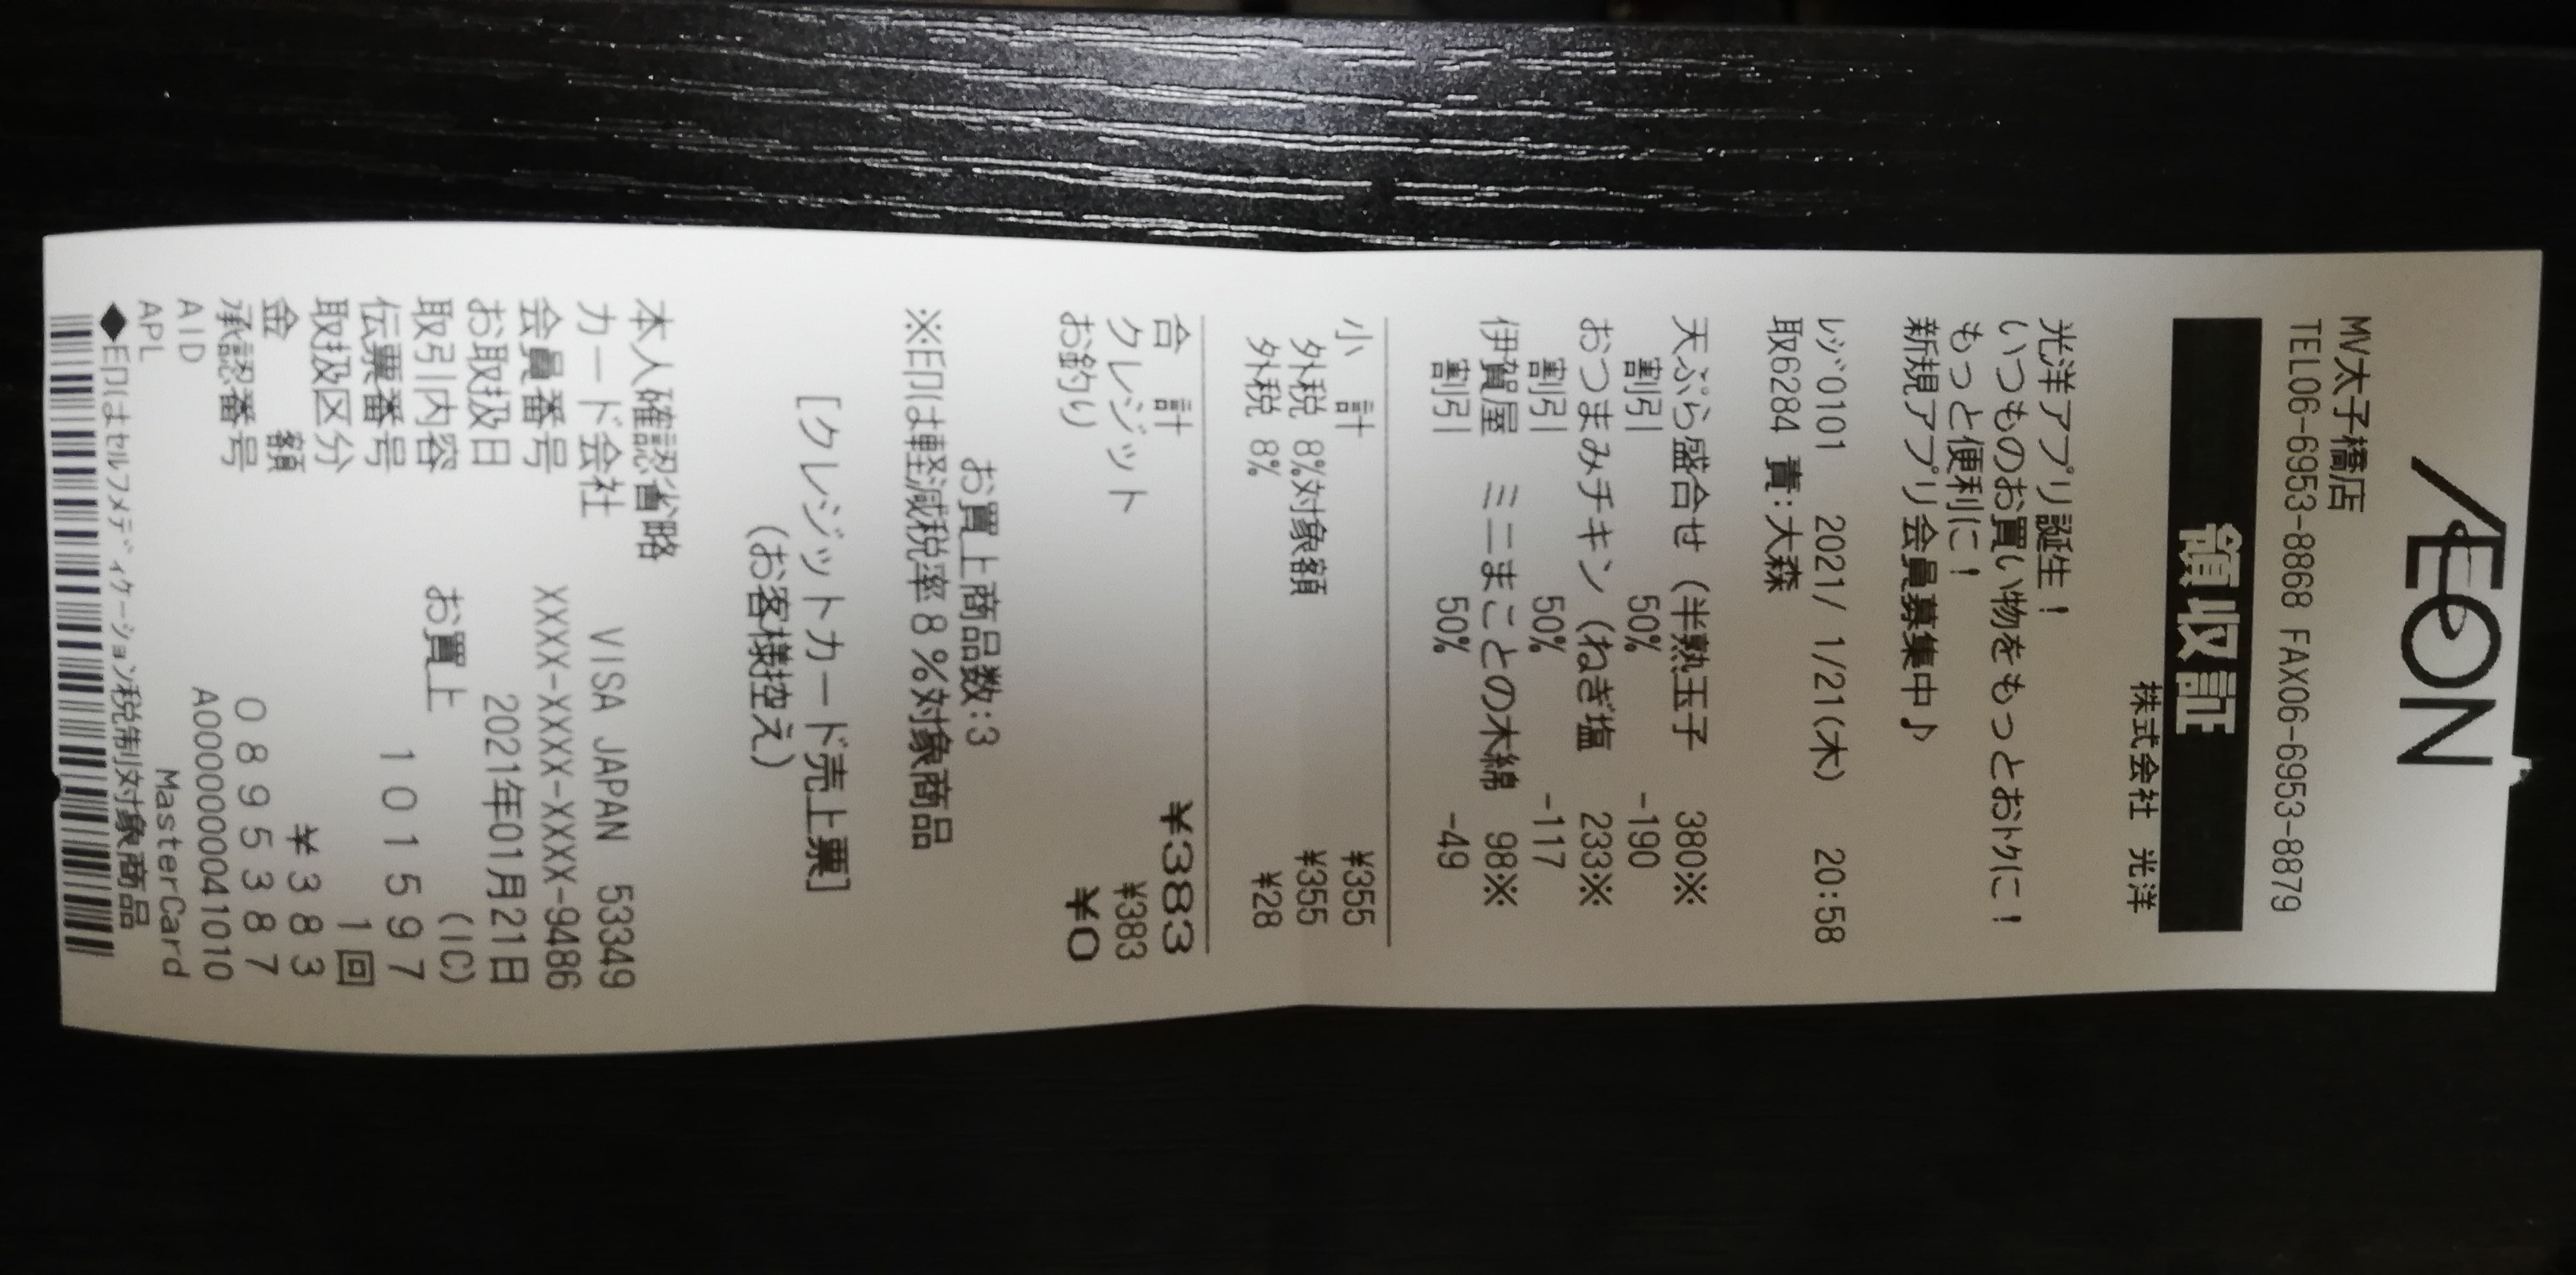 ÆON
MV太子橋店
TEL06-6953-8868 FAX06-6953-8879
領収証
株式会社 光洋
光洋アプリ誕生！
いつものお買い物をもっとおトクに！
もっと便利に！
新規アプリ会員募集中♪
ﾚｼﾞ0101 2021/ 1/21(木) 20:58
取6284 責:大森
天ぷら盛合せ（半熟玉子 380※
割引 50% -190
おつまみチキン（ねぎ塩 233※
割引 50% -117
伊賀屋 ミニまことの木綿 98※
割引 50% -49
小 計 ¥355
外税 8%対象額 ¥355
外税 8% ¥28
合 計 ¥383
クレジット ¥383
お釣り ¥0
お買上商品数:3
※印は軽減税率8%対象商品
[クレジットカード売上票]
(お客様控え)
本人確認省略
カード会社 VISA JAPAN 53349
会員番号 XXXX-XXXX-XXXX-9486
お取扱日 2021年01月21日
取引内容 お買上 (IC)
伝票番号 101597
取扱区分 1回
金 額 ¥383
承認番号 0895387
AID A0000000041010
APL MasterCard
◆印はｾﾙﾌﾒﾃﾞｨｹｰｼｮﾝ税制対象商品